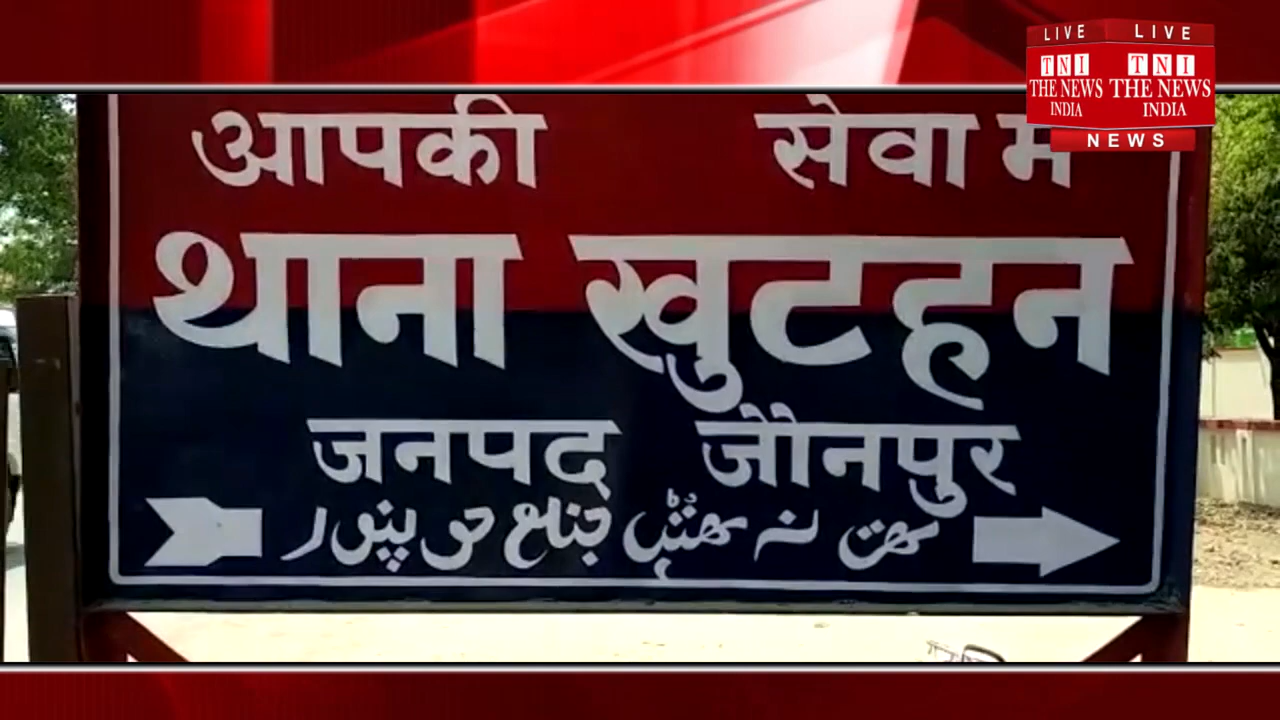 LIVE LIVE
TNI TNI
THE NEWS THE NEWS
INDIA INDIA
NEWS
आपकी सेवा में
थाना खुटहन
जनपद जौनपुर